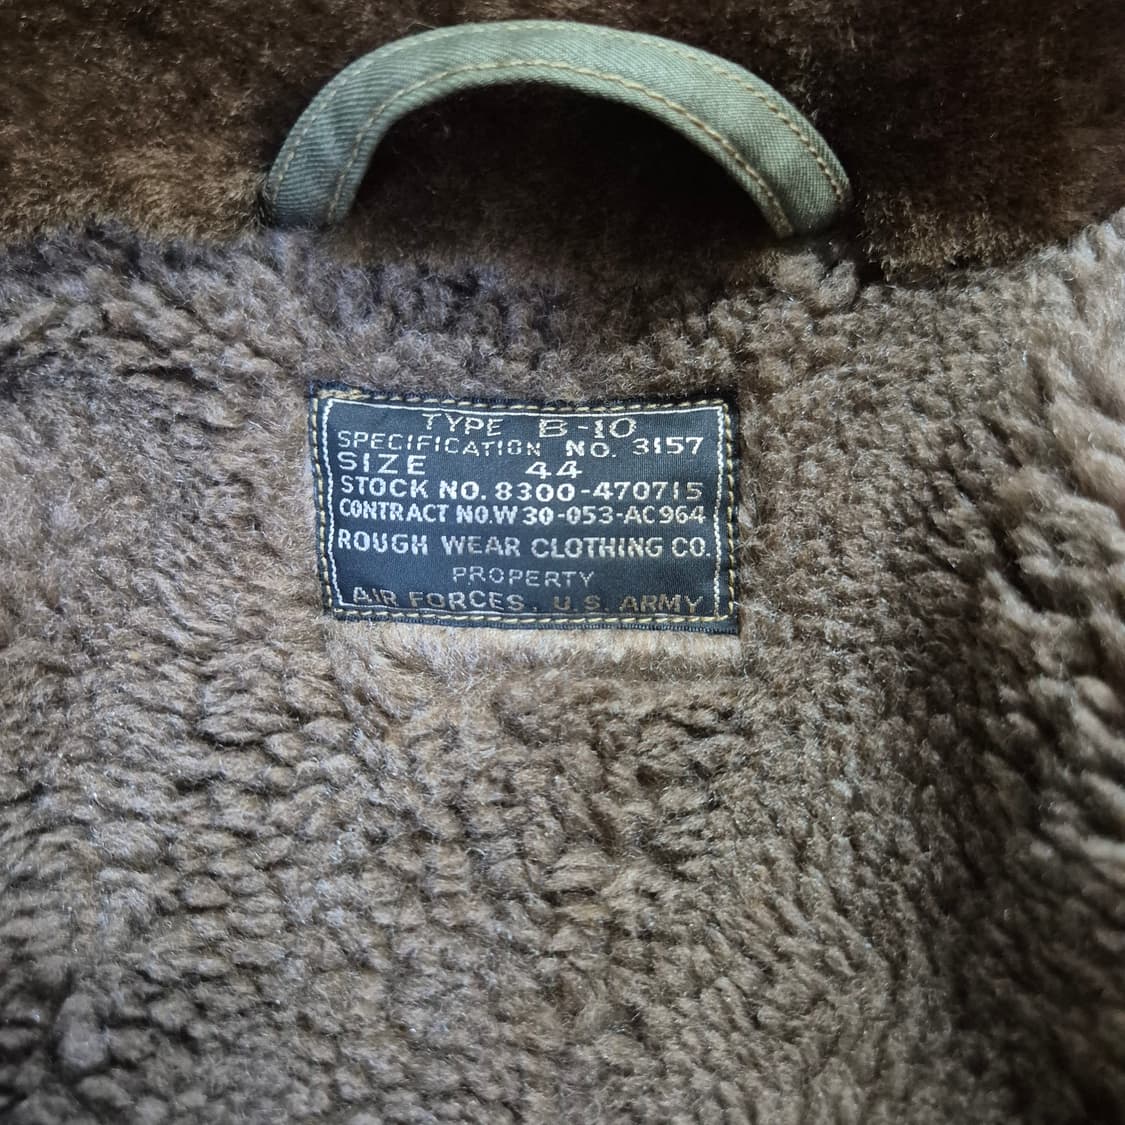 TYPE B-10
SPECIFICATION NO. 3157
SIZE 44
STOCK NO. 8300-470715
CONTRACT NO.W 30-053-AC964
ROUGH WEAR CLOTHING CO.
PROPERTY
AIR FORCES. U.S. ARMY